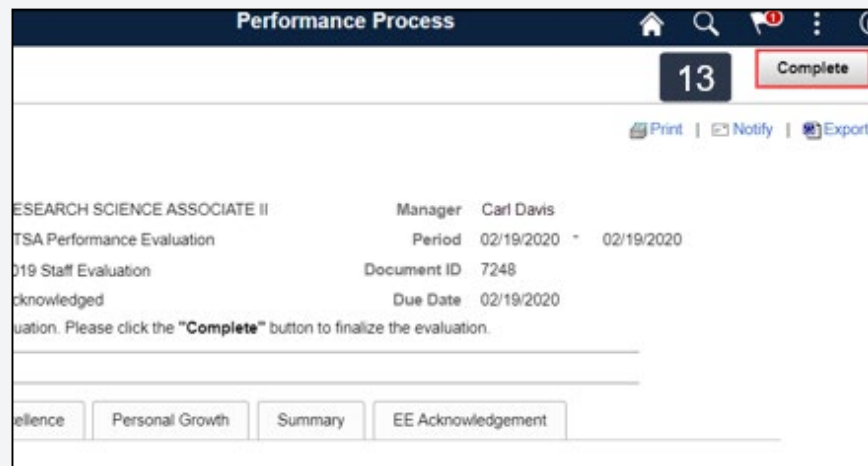 Performance Process
1
13 Complete
Print | Notify | Export
ESEARCH SCIENCE ASSOCIATE II Manager Carl Davis
TSA Performance Evaluation Period 02/19/2020 - 02/19/2020
019 Staff Evaluation Document ID 7248
cknowledged Due Date 02/19/2020
uation. Please click the "Complete" button to finalize the evaluation.
ellence Personal Growth Summary EE Acknowledgement